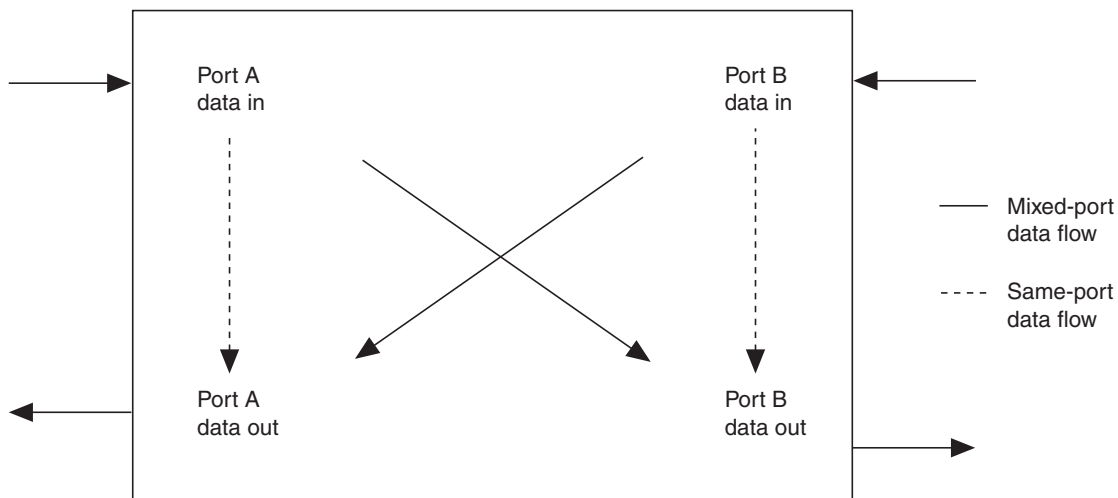 Port A
data in
Port B
data in
Mixed-port
data flow
Same-port
data flow
Port A
data out
Port B
data out